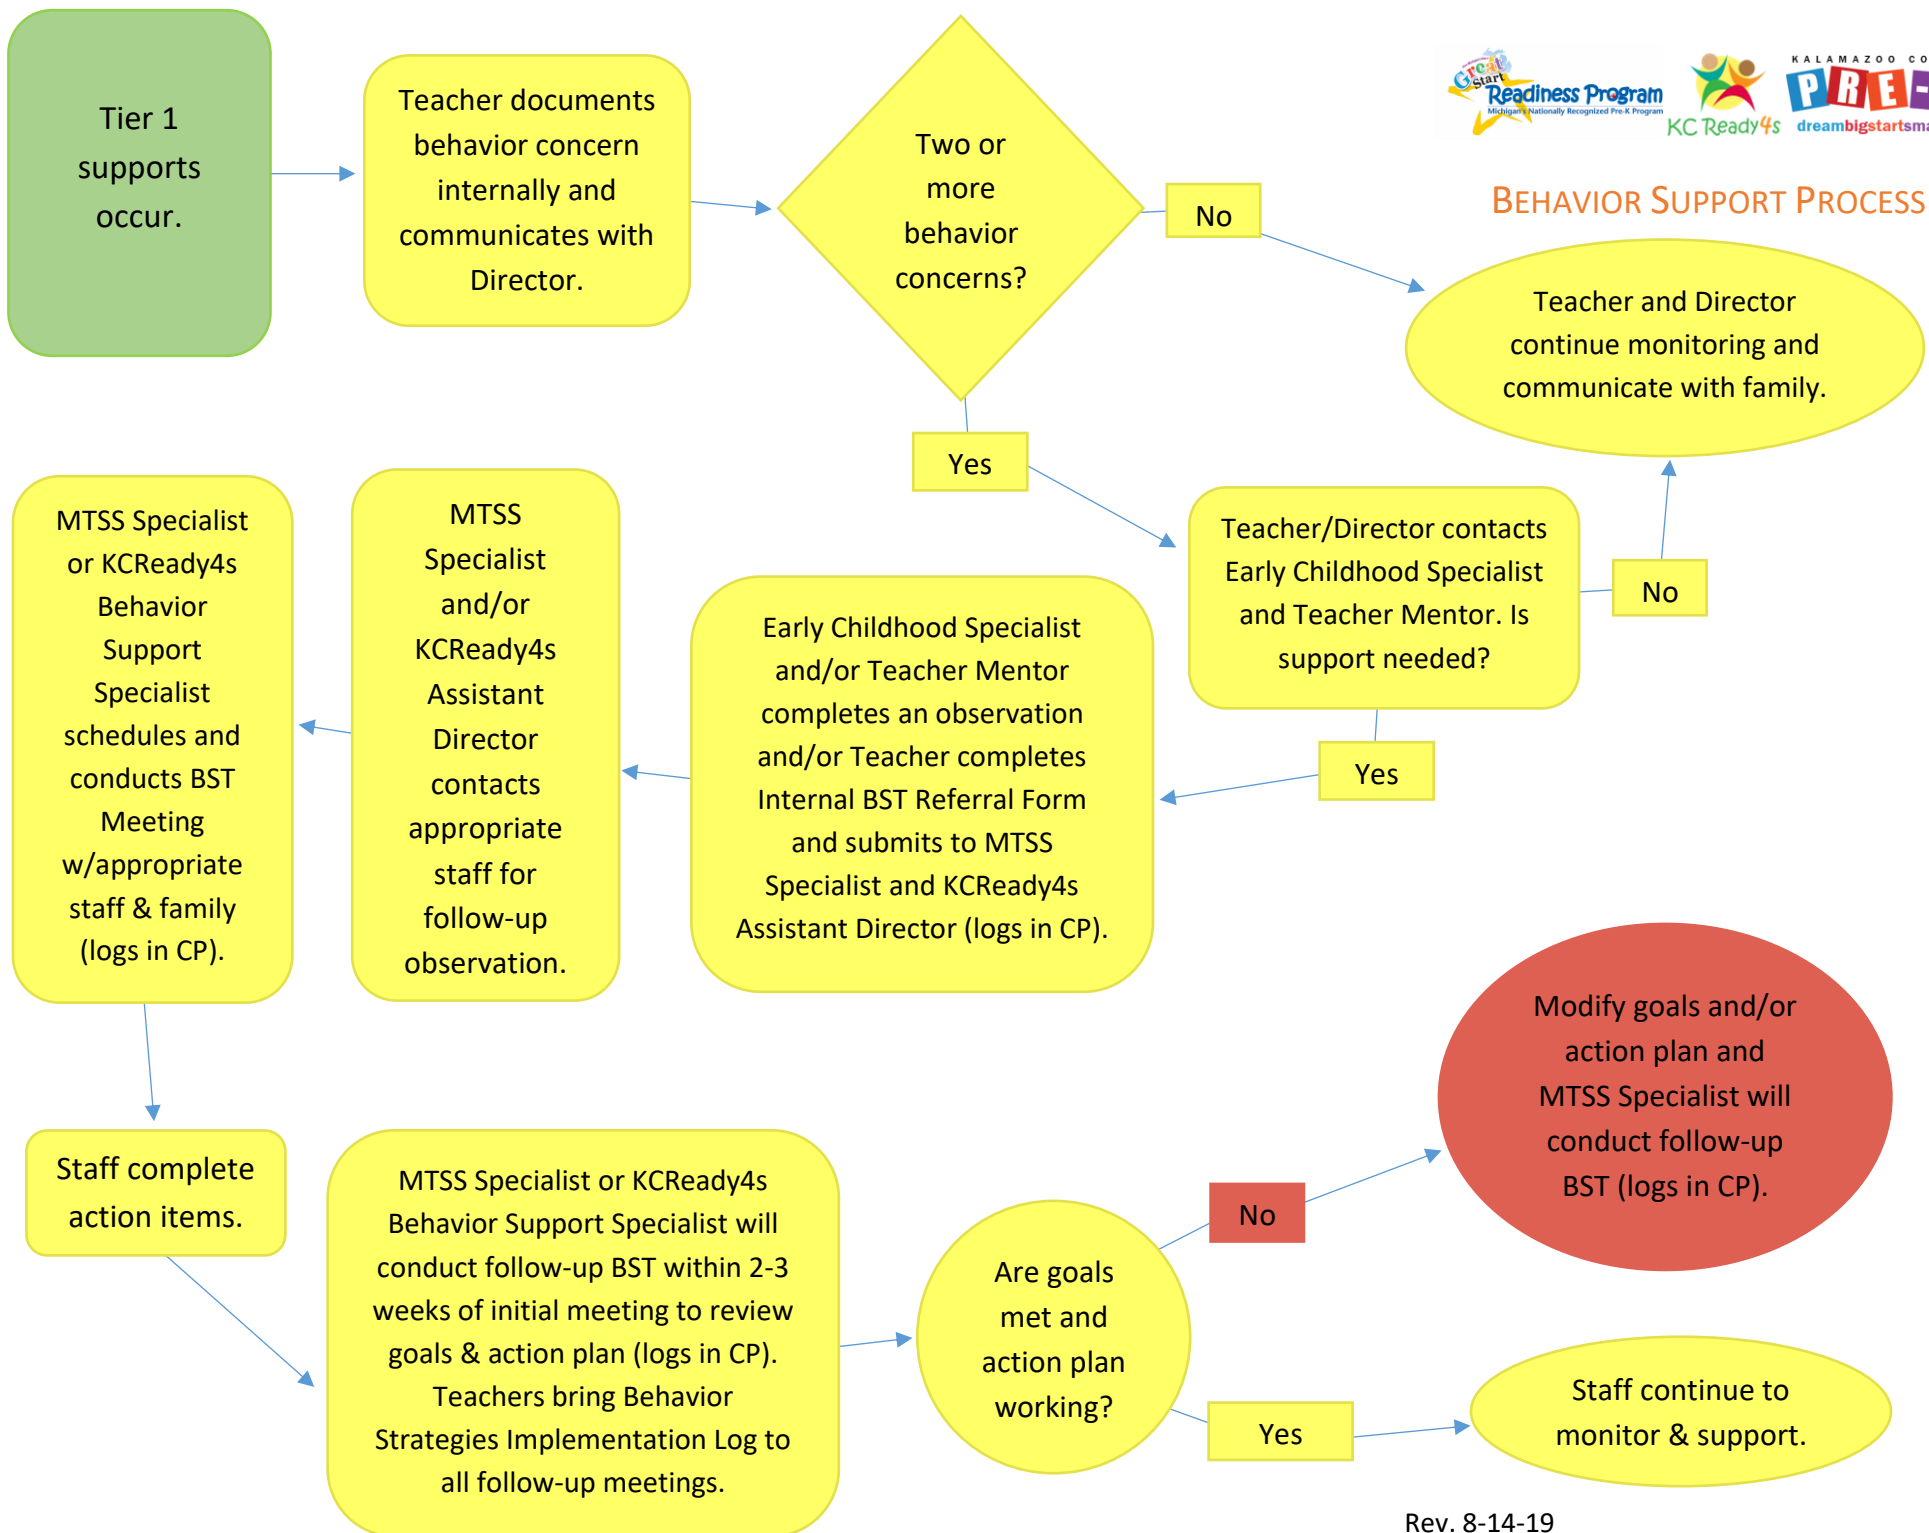 Tier 1
supports
occur.
Teacher documents
behavior concern
internally and
communicates with
Director.
Two or
more
behavior
concerns?
No
Great
Start
Readiness Program
Michigan's Nationally Recognized Pre-K Program
KC Ready4s
KALAMAZOO CO
PRE-
dreambigstartsma
BEHAVIOR SUPPORT PROCESS
Teacher and Director
continue monitoring and
communicate with family.
Yes
Teacher/Director contacts
Early Childhood Specialist
and Teacher Mentor. Is
support needed?
No
Yes
Early Childhood Specialist
and/or Teacher Mentor
completes an observation
and/or Teacher completes
Internal BST Referral Form
and submits to MTSS
Specialist and KCReady4s
Assistant Director (logs in CP).
MTSS
Specialist
and/or
KCReady4s
Assistant
Director
contacts
appropriate
staff for
follow-up
observation.
MTSS Specialist
or KCReady4s
Behavior
Support
Specialist
schedules and
conducts BST
Meeting
w/appropriate
staff & family
(logs in CP).
Staff complete
action items.
MTSS Specialist or KCReady4s
Behavior Support Specialist will
conduct follow-up BST within 2-3
weeks of initial meeting to review
goals & action plan (logs in CP).
Teachers bring Behavior
Strategies Implementation Log to
all follow-up meetings.
Are goals
met and
action plan
working?
No
Modify goals and/or
action plan and
MTSS Specialist will
conduct follow-up
BST (logs in CP).
Yes
Staff continue to
monitor & support.
Rev. 8-14-19